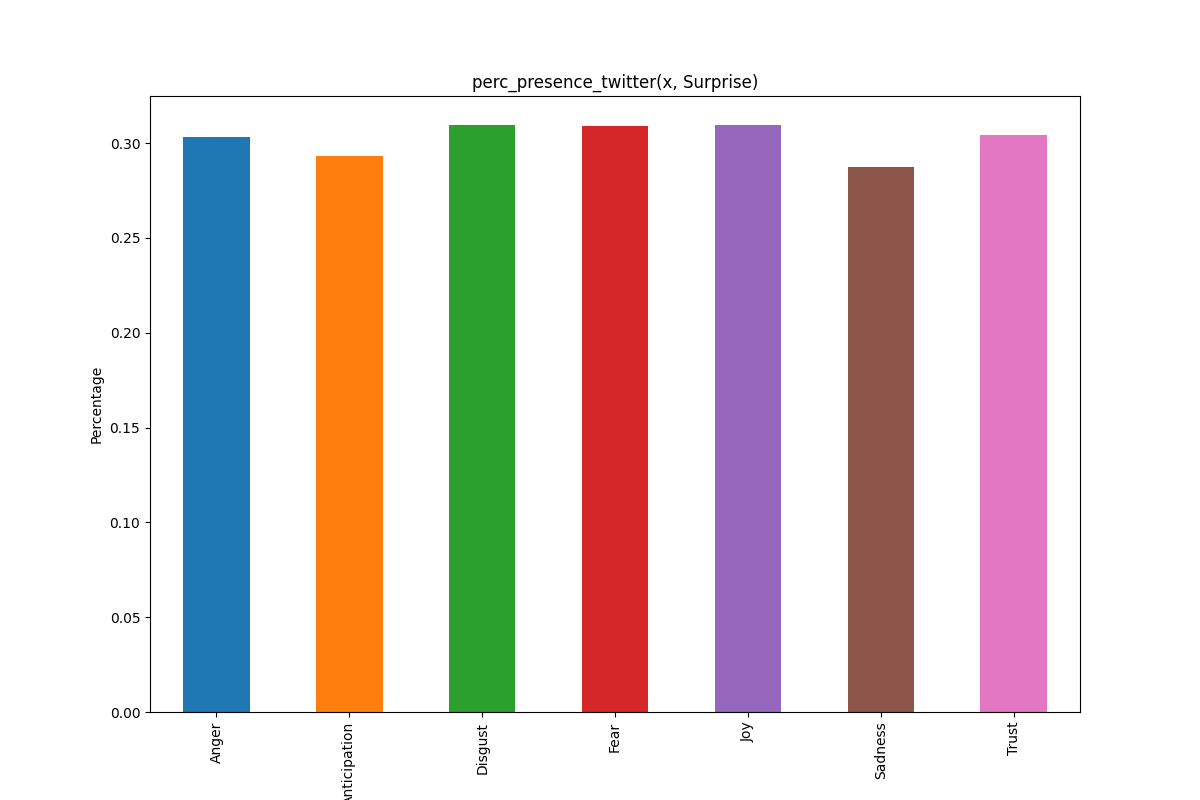 perc_presence_twitter(x, Surprise)
Percentage
0.30
0.25
0.20
0.15
0.10
0.05
0.00
Anger
nticipation
Disgust
Fear
Joy
Sadness
Trust